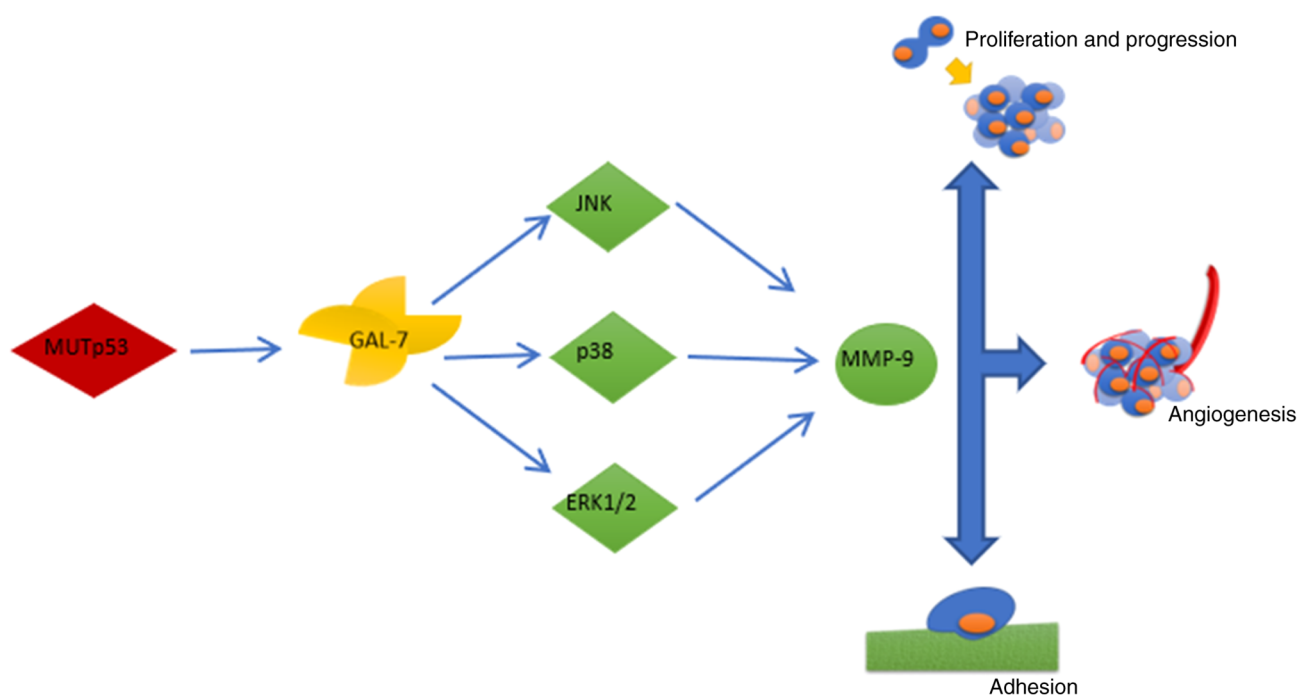 Proliferation and progression
JNK
MUTp53
GAL-7
p38
MMP-9
Angiogenesis
ERK1/2
Adhesion